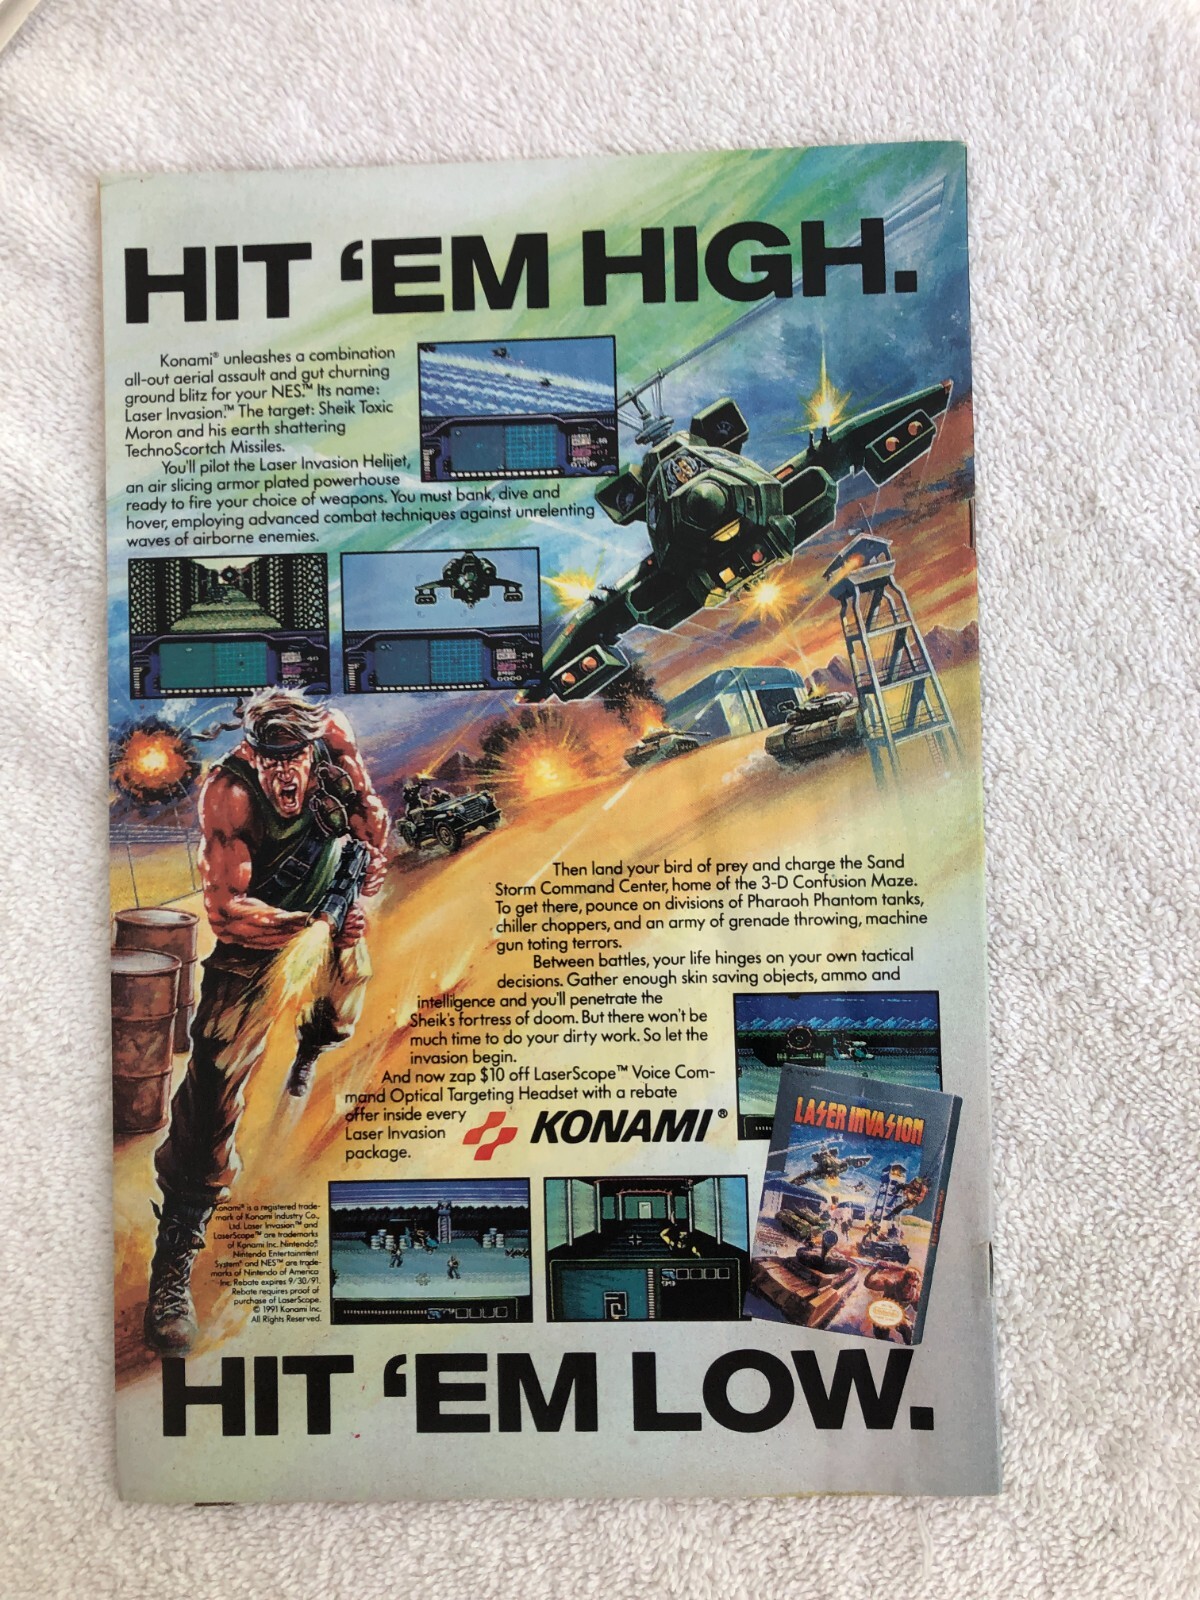 HIT ‘EM HIGH.
Konami® unleashes a combination
all-out aerial assault and gut churning
ground blitz for your NES.™ Its name:
Laser Invasion.™ The target: Sheik Toxic
Moron and his earth shattering
TechnoScortch Missiles.
You'll pilot the Laser Invasion Helijet,
an air slicing armor plated powerhouse
ready to fire your choice of weapons. You must bank, dive and
hover, employing advanced combat techniques against unrelenting
waves of airborne enemies.
Then land your bird of prey and charge the Sand
Storm Command Center, home of the 3-D Confusion Maze.
To get there, pounce on divisions of Pharaoh Phantom tanks,
chiller choppers, and an army of grenade throwing, machine
gun toting terrors.
Between battles, your life hinges on your own tactical
decisions. Gather enough skin saving objects, ammo and
intelligence and you'll penetrate the
Sheik's fortress of doom. But there won't be
much time to do your dirty work. So let the
invasion begin.
And now zap $10 off LaserScope™ Voice Com-
mand Optical Targeting Headset with a rebate
offer inside every
Laser Invasion
package.
KONAMI®
LASER INVASION
Konami® is a registered trade-
mark of Konami Industry Co.,
Ltd. Laser Invasion™ and
LaserScope™ are trademarks
of Konami Inc. Nintendo®
Nintendo Entertainment
System® and NES™ are trade-
marks of Nintendo of America
Inc. Rebate expires 9/30/91.
Rebate requires proof of
purchase of LaserScope.
© 1991 Konami Inc.
All Rights Reserved.
HIT ‘EM LOW.